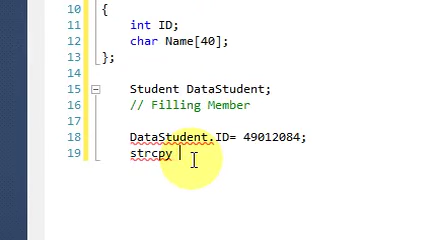 10 {
11 int ID;
12 char Name[40];
13 };
14
15 Student DataStudent;
16 // Filling Member
17
18 DataStudent.ID= 49012084;
19 strcpy